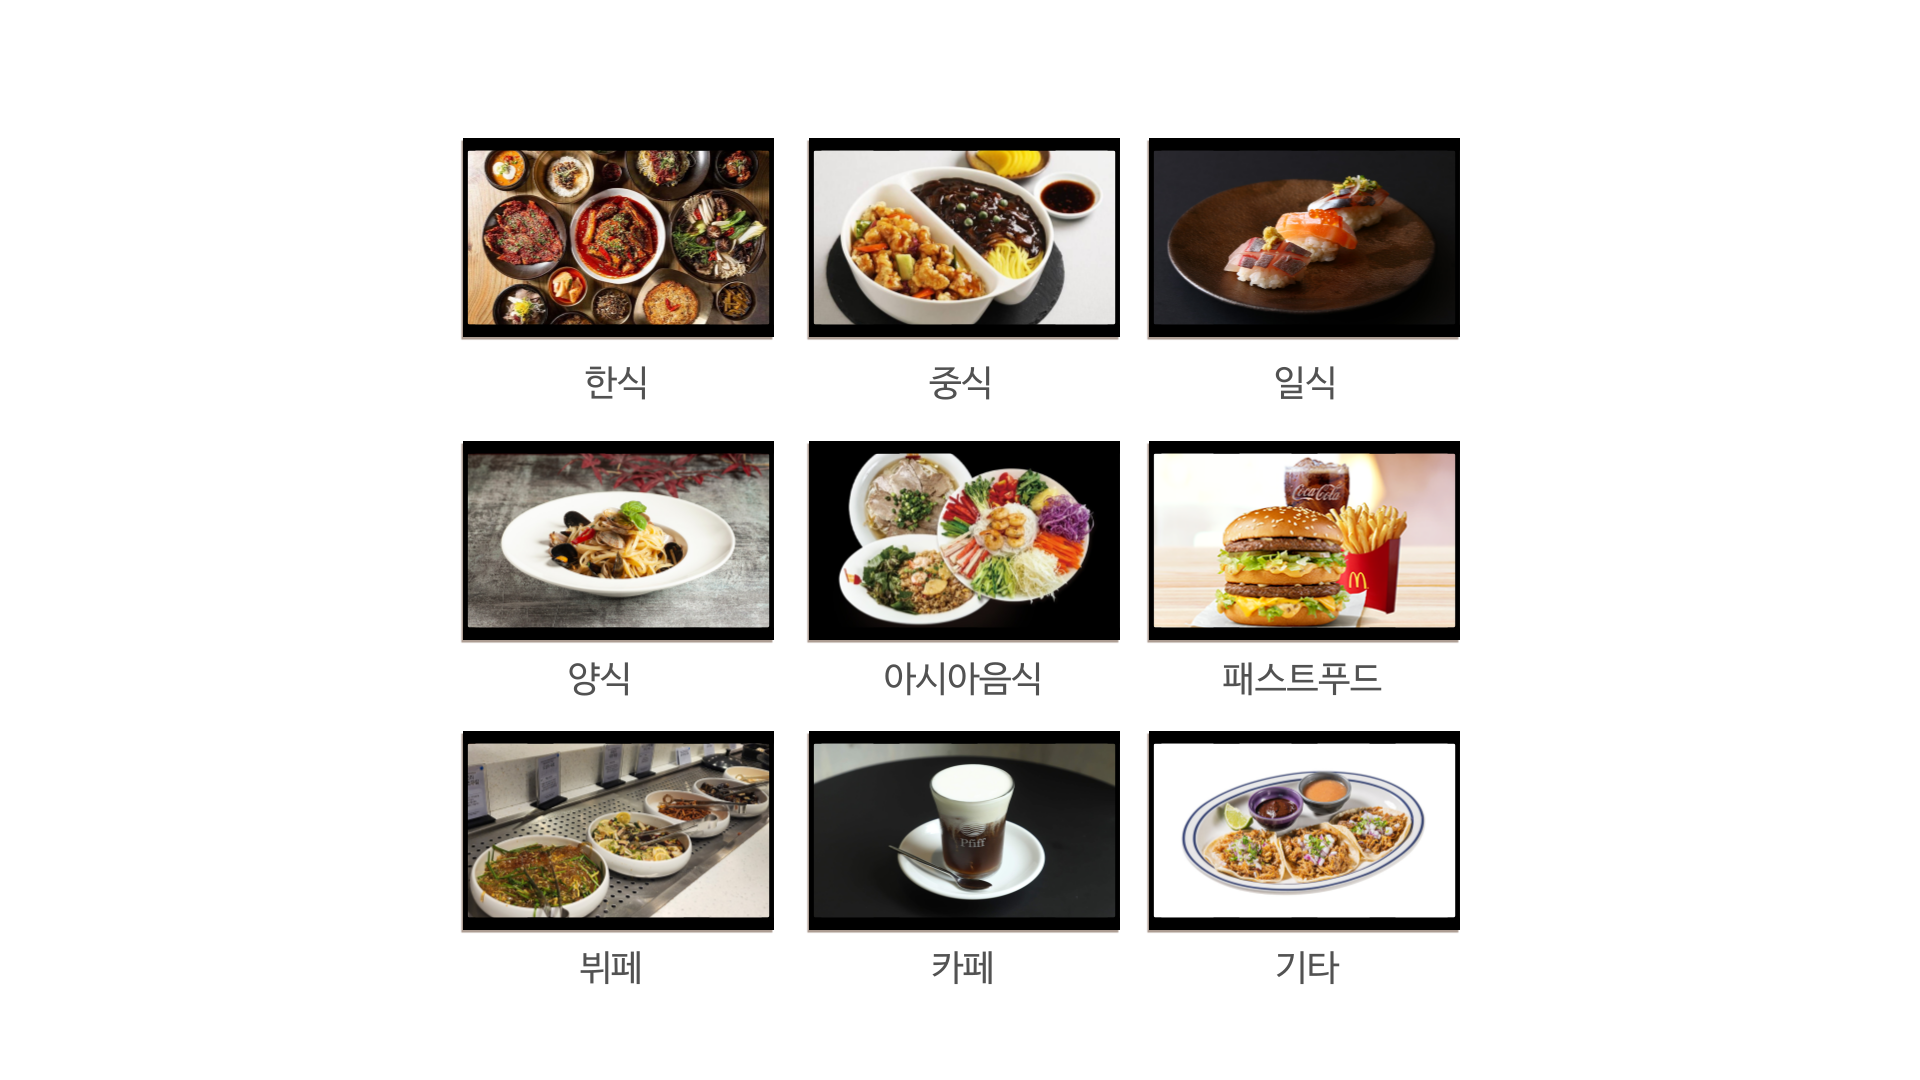 한식
중식
일식
Coca-Cola
양식
아시아음식
패스트푸드
Pfiff
뷔페
카페
기타